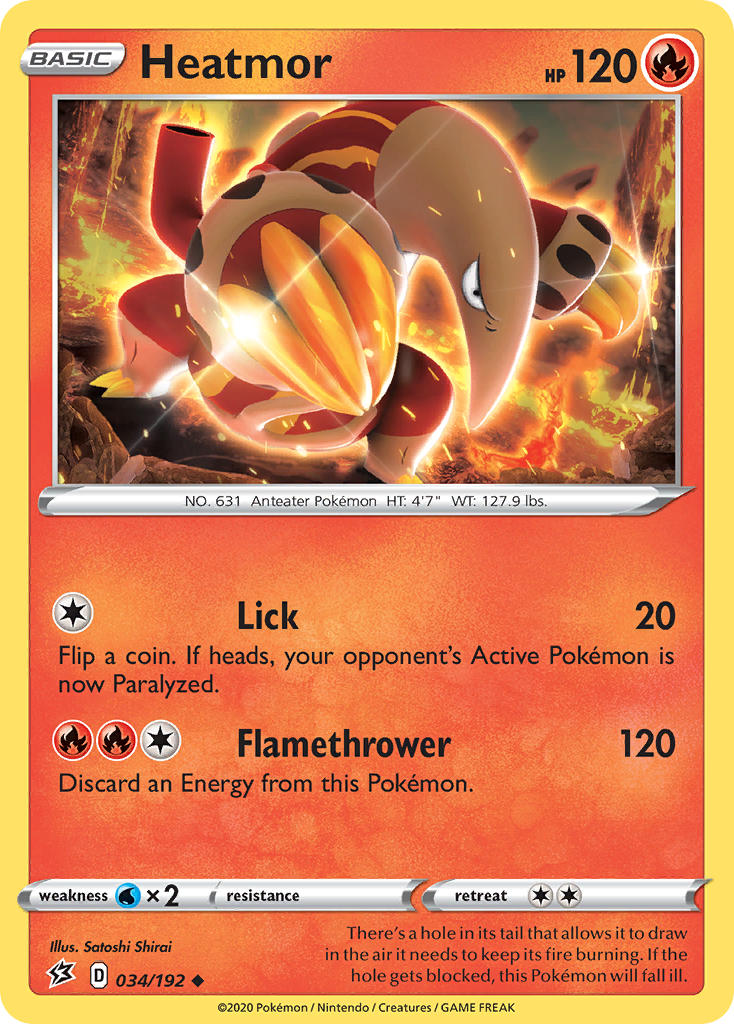 BASIC Heatmor HP 120
NO. 631 Anteater Pokémon HT: 4'7" WT: 127.9 lbs.
Lick 20
Flip a coin. If heads, your opponent's Active Pokémon is
now Paralyzed.
Flamethrower 120
Discard an Energy from this Pokémon.
weakness ×2 resistance retreat
Illus. Satoshi Shirai
D 034/192
There's a hole in its tail that allows it to draw
in the air it needs to keep its fire burning. If the
hole gets blocked, this Pokémon will fall ill.
©2020 Pokémon / Nintendo / Creatures / GAME FREAK